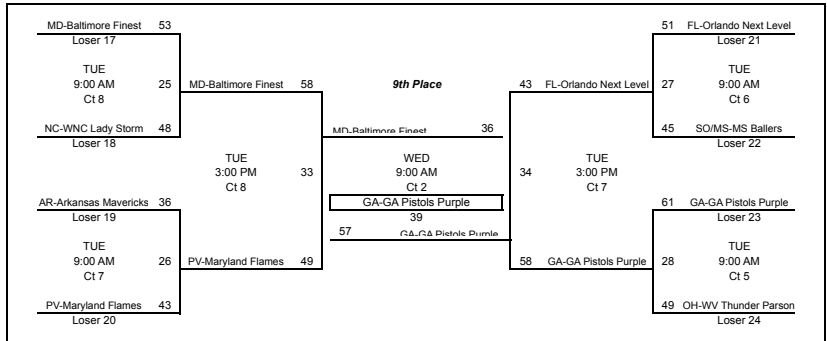 MD-Baltimore Finest 53
Loser 17
TUE
9:00 AM 25
Ct 8
NC-WNC Lady Storm 48
Loser 18
AR-Arkansas Mavericks 36
Loser 19
TUE
9:00 AM 26
Ct 7
PV-Maryland Flames 43
Loser 20
MD-Baltimore Finest 58
TUE
3:00 PM 33
Ct 8
PV-Maryland Flames 49
9th Place
MD-Baltimore Finest 36
WED
9:00 AM
Ct 2
GA-GA Pistols Purple
39
57 GA-GA Pistols Purple
43 FL-Orlando Next Level
TUE
34 3:00 PM
Ct 7
58 GA-GA Pistols Purple
51 FL-Orlando Next Level
Loser 21
TUE
27 9:00 AM
Ct 6
45 SO/MS-MS Ballers
Loser 22
61 GA-GA Pistols Purple
Loser 23
TUE
28 9:00 AM
Ct 5
49 OH-WV Thunder Parson
Loser 24